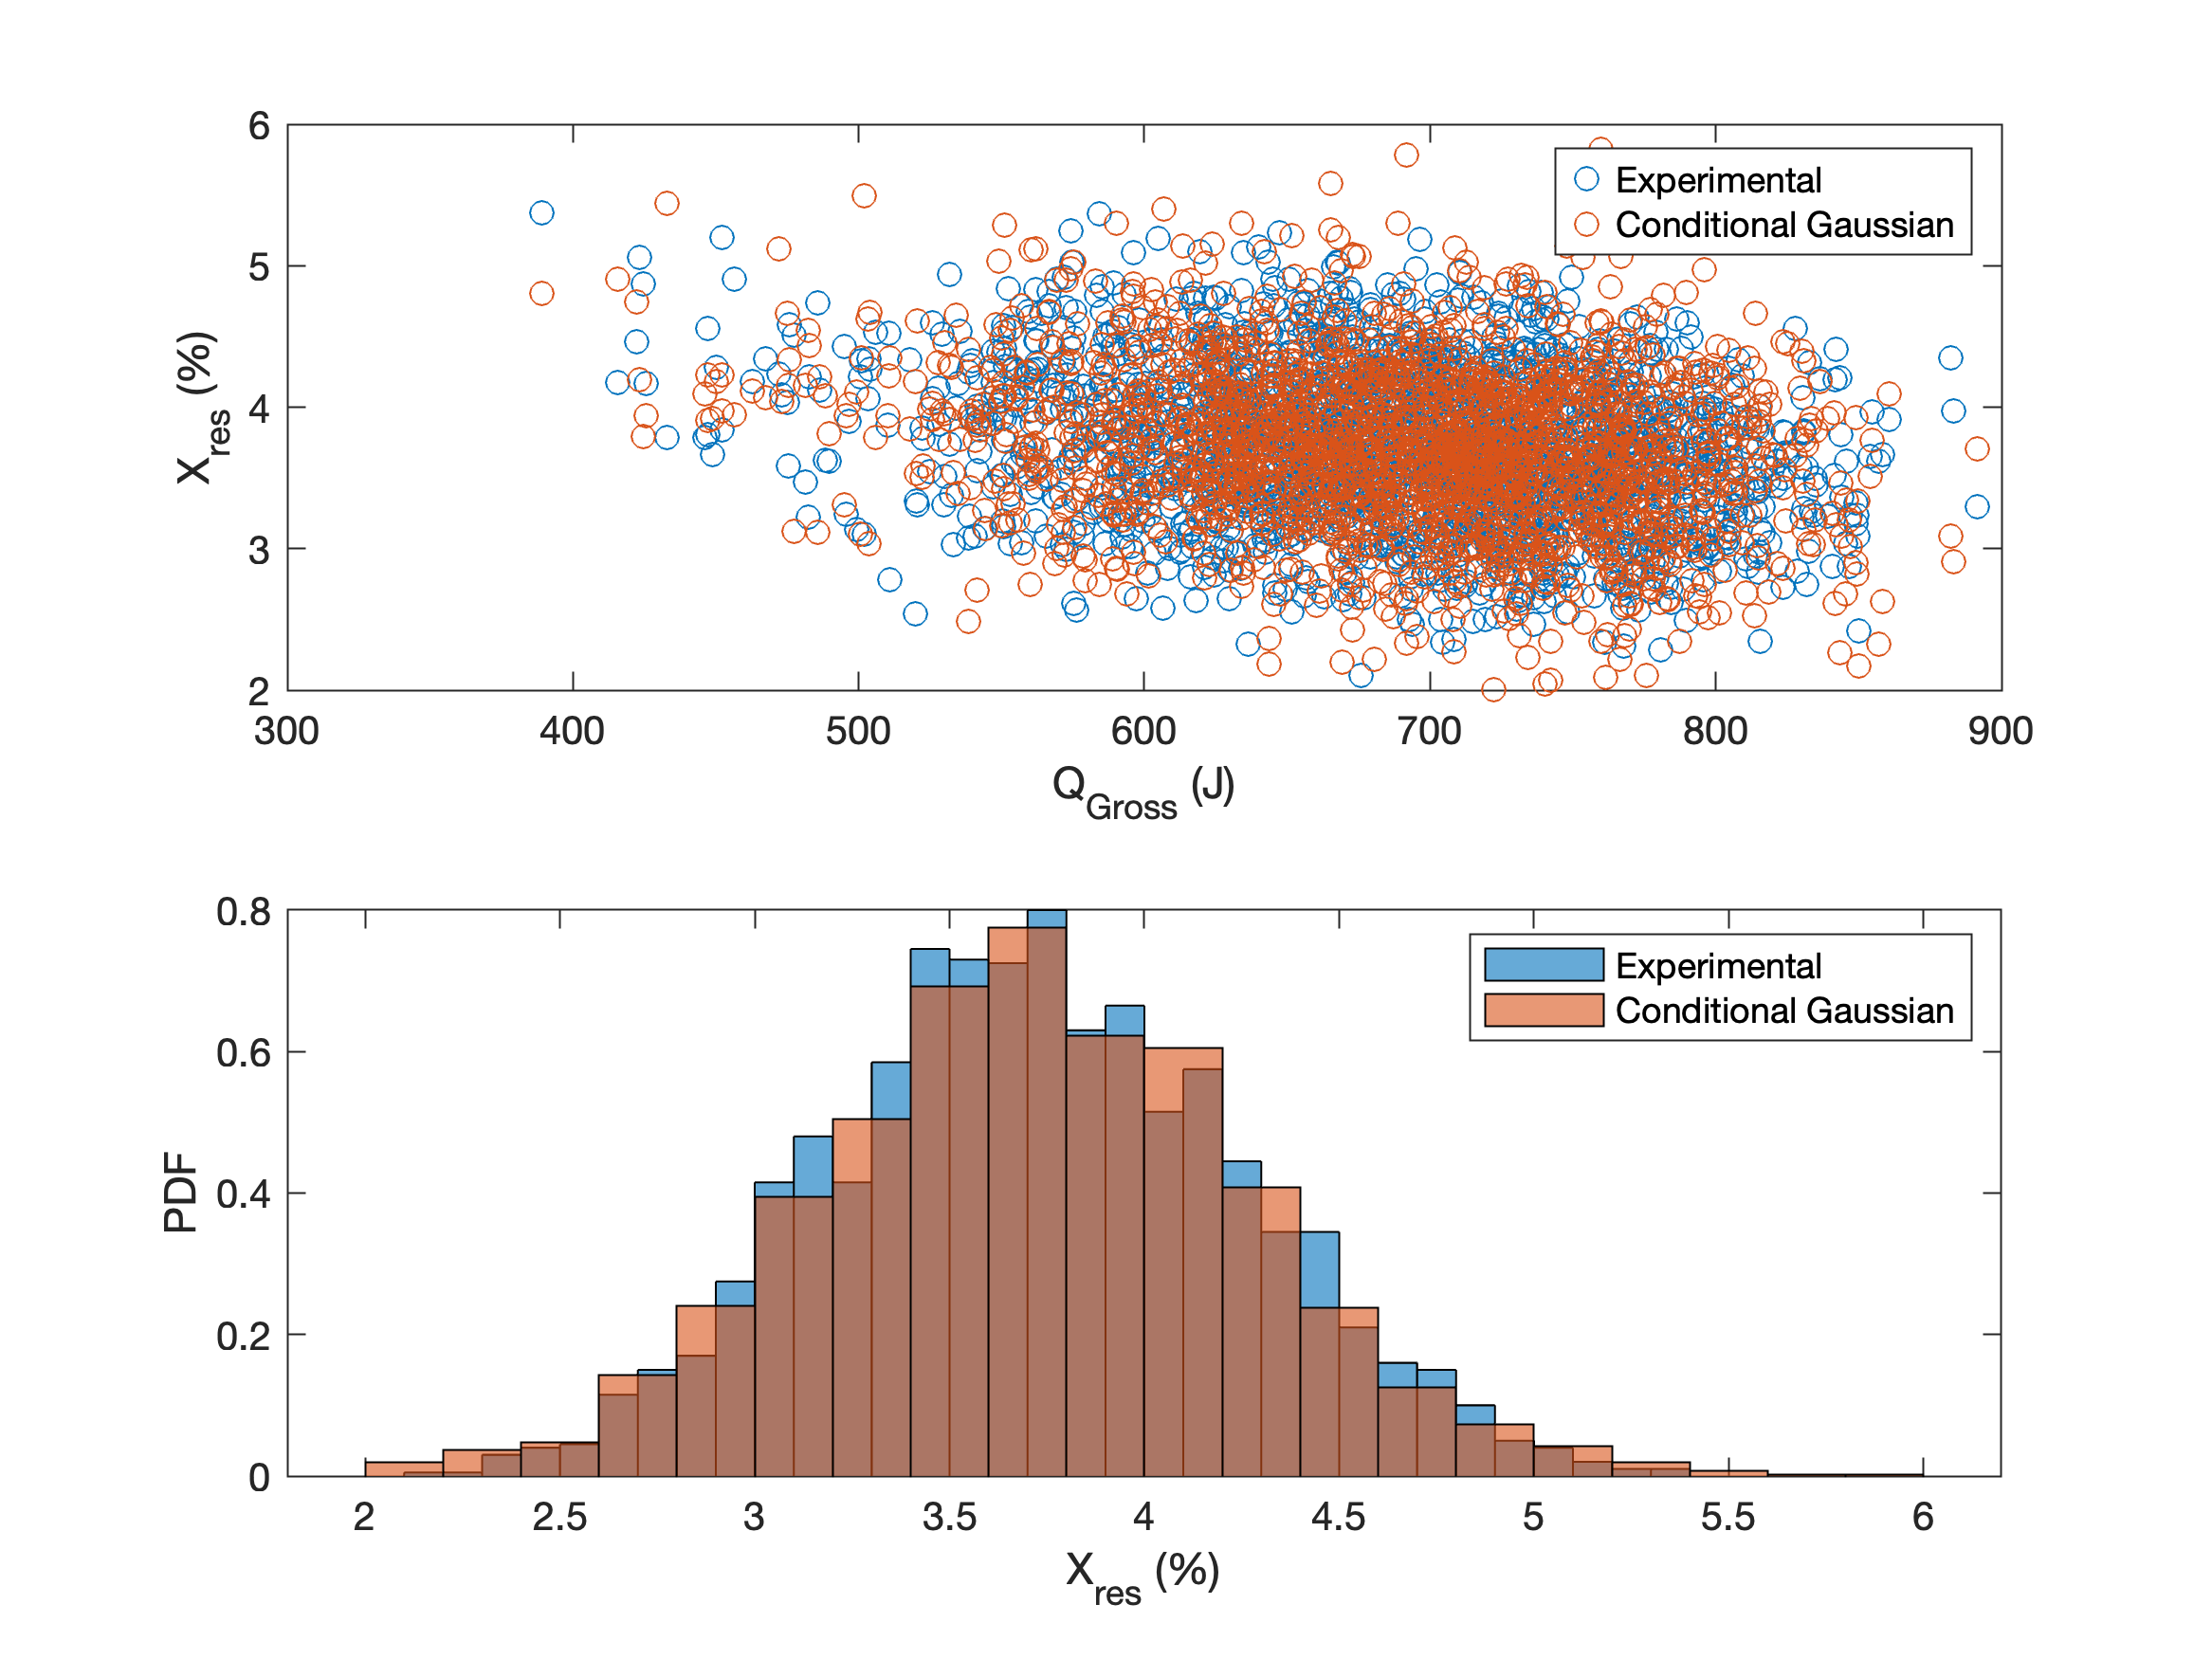 6
5
4
3
2
X_res (%)
300 400 500 600 700 800 900
Q_Gross (J)
Experimental
Conditional Gaussian
0.8
0.6
0.4
0.2
0
PDF
2 2.5 3 3.5 4 4.5 5 5.5 6
X_res (%)
Experimental
Conditional Gaussian